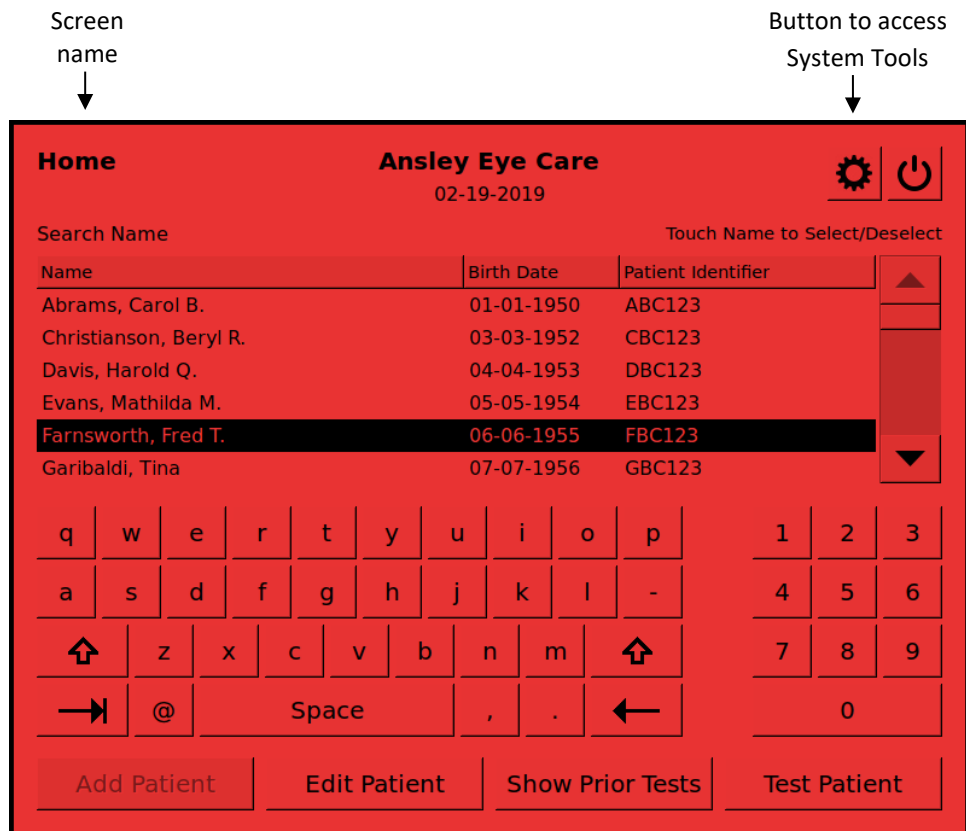 Screen
name
Button to access
System Tools
Home
Ansley Eye Care
02-19-2019
Search Name
Touch Name to Select/Deselect
Name Birth Date Patient Identifier
Abrams, Carol B. 01-01-1950 ABC123
Christianson, Beryl R. 03-03-1952 CBC123
Davis, Harold Q. 04-04-1953 DBC123
Evans, Mathilda M. 05-05-1954 EBC123
Farnsworth, Fred T. 06-06-1955 FBC123
Garibaldi, Tina 07-07-1956 GBC123
q w e r t y u i o p 1 2 3
a s d f g h j k l - 4 5 6
z x c v b n m 7 8 9
@ Space , . 0
Add Patient Edit Patient Show Prior Tests Test Patient